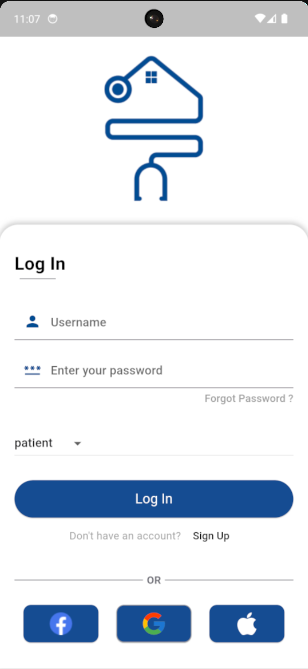 11:07
Log In
Username
*** Enter your password
Forgot Password ?
patient
Log In
Don't have an account? Sign Up
OR